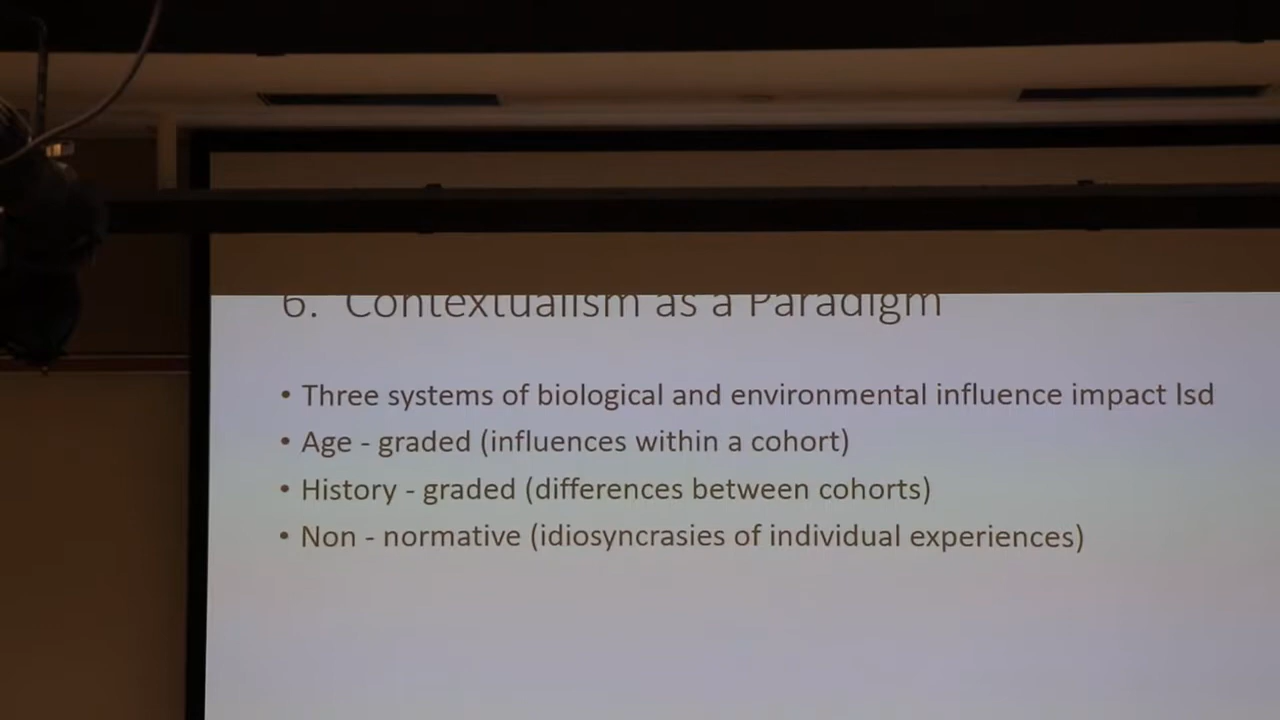 6. Contextualism as a Paradigm
• Three systems of biological and environmental influence impact lsd
• Age - graded (influences within a cohort)
• History - graded (differences between cohorts)
• Non - normative (idiosyncrasies of individual experiences)